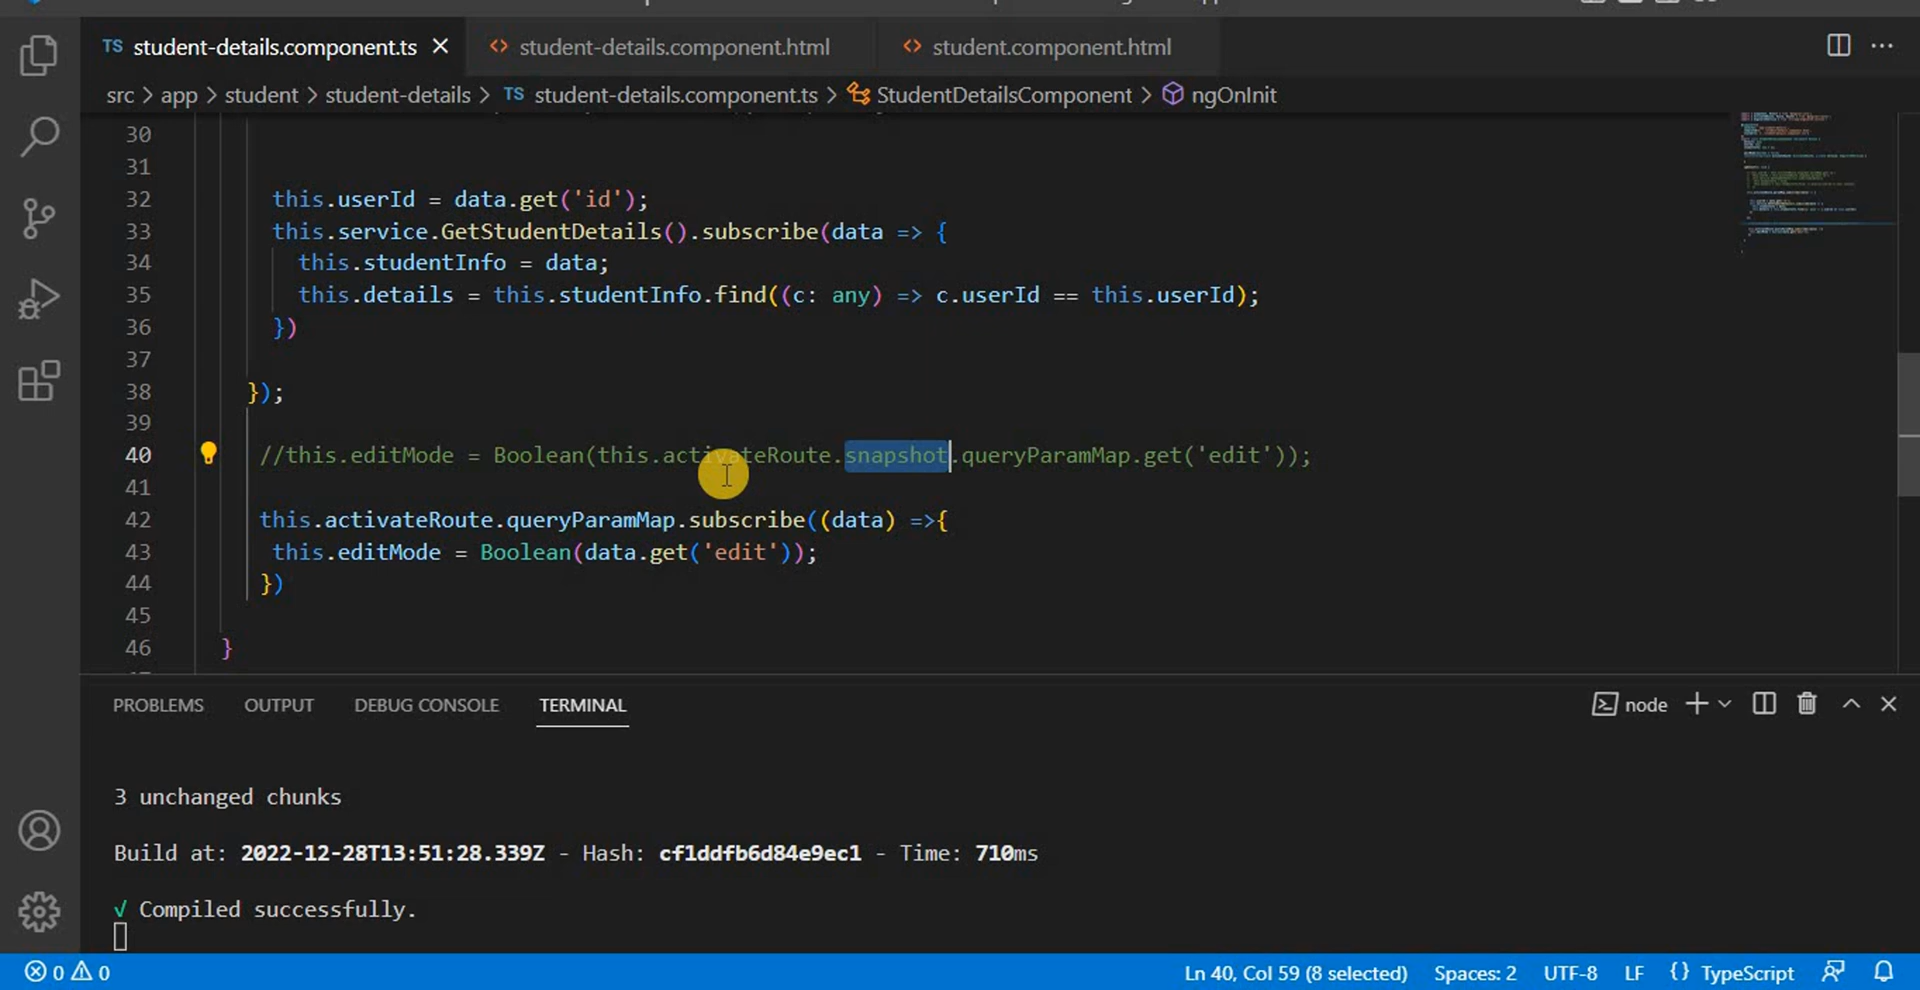 TS student-details.component.ts
<> student-details.component.html
<> student.component.html
src > app > student > student-details > TS student-details.component.ts > StudentDetailsComponent > ngOnInit
30
31
32 this.userId = data.get('id');
33 this.service.GetStudentDetails().subscribe(data => {
34 this.studentInfo = data;
35 this.details = this.studentInfo.find((c: any) => c.userId == this.userId);
36 })
37
38 });
39
40 //this.editMode = Boolean(this.activateRoute.snapshot.queryParamMap.get('edit'));
41
42 this.activateRoute.queryParamMap.subscribe((data) =>{
43 this.editMode = Boolean(data.get('edit'));
44 })
45
46 }
PROBLEMS OUTPUT DEBUG CONSOLE TERMINAL
node
3 unchanged chunks
Build at: 2022-12-28T13:51:28.339Z - Hash: cf1ddfb6d84e9ec1 - Time: 710ms
√ Compiled successfully.
0 0 Ln 40, Col 59 (8 selected) Spaces: 2 UTF-8 LF {} TypeScript